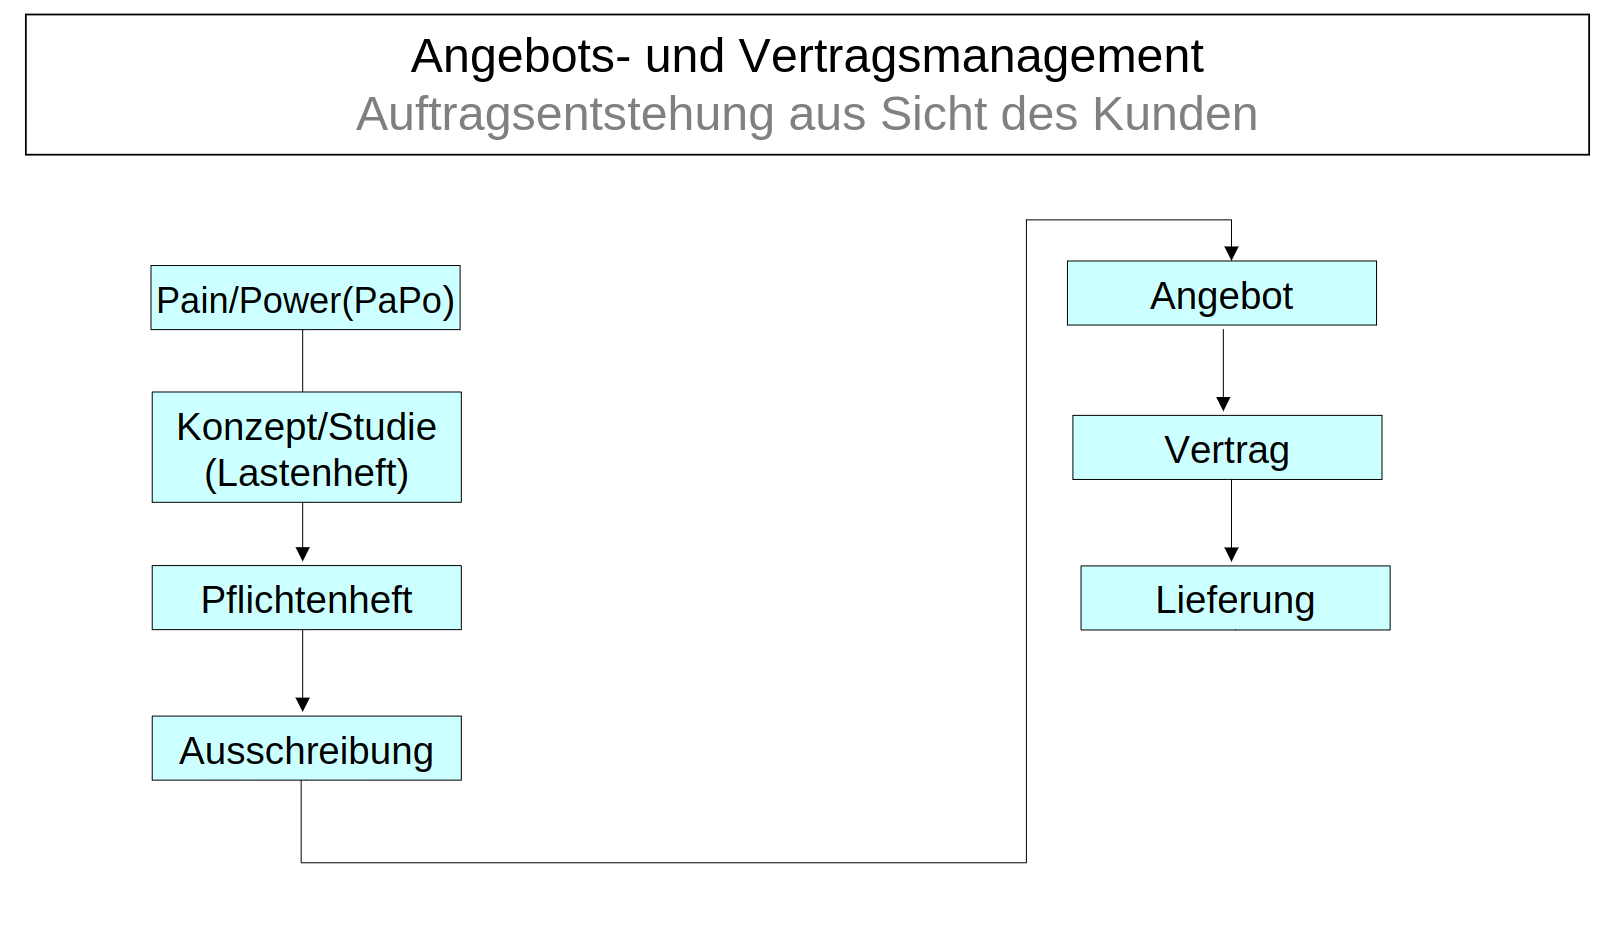 Angebots- und Vertragsmanagement
Auftragsentstehung aus Sicht des Kunden
Pain/Power(PaPo)
Konzept/Studie
(Lastenheft)
Pflichtenheft
Ausschreibung
Angebot
Vertrag
Lieferung